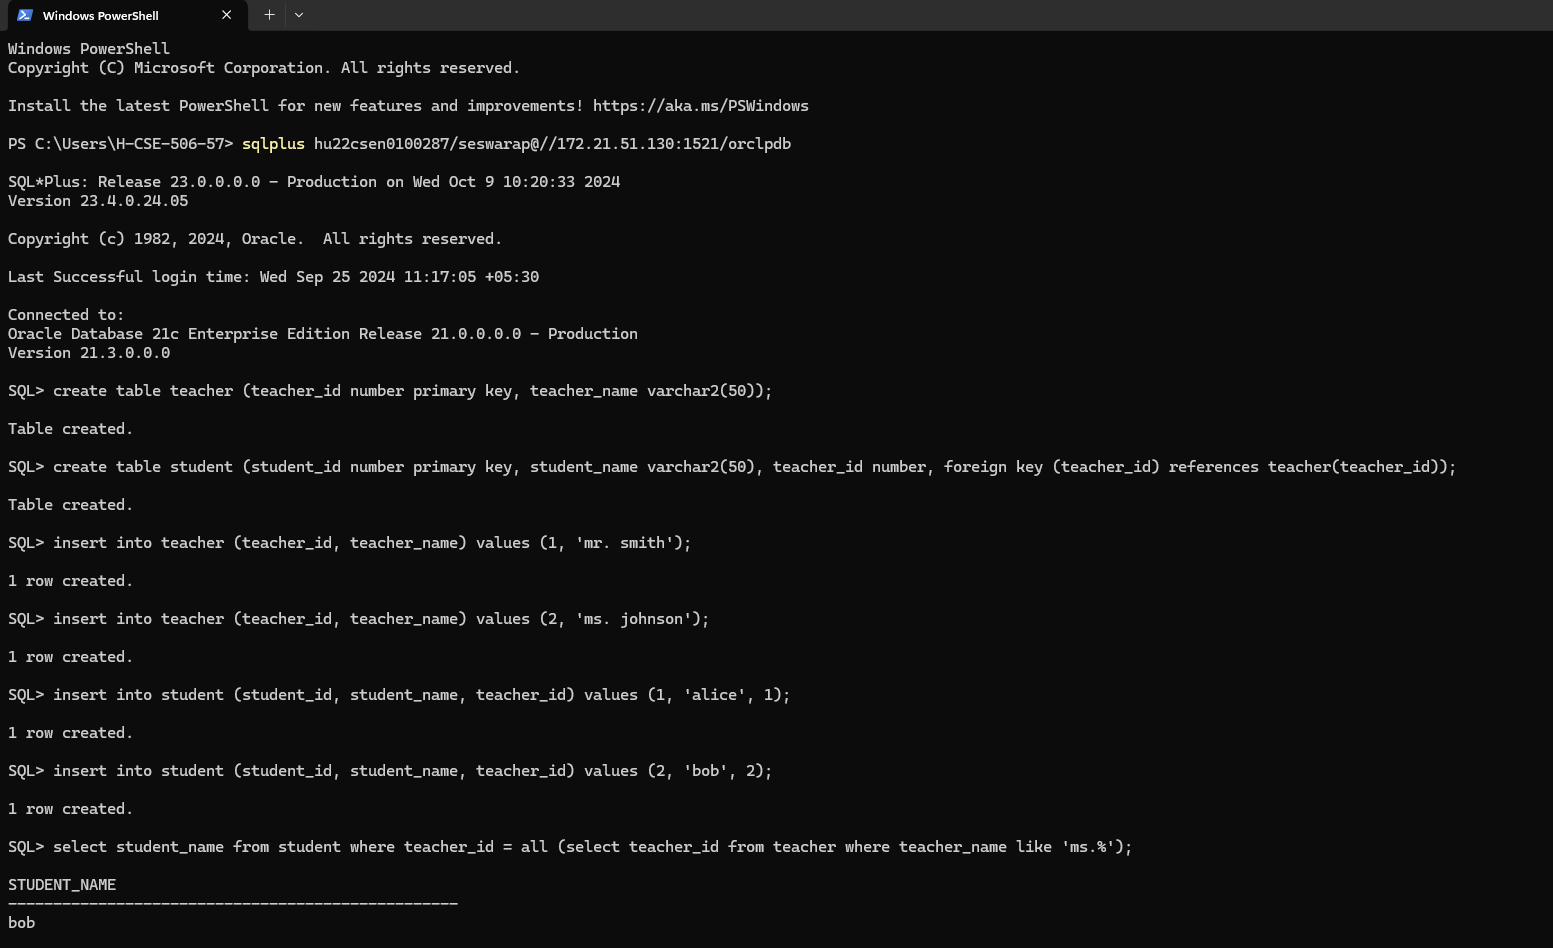 Windows PowerShell
Windows PowerShell
Copyright (C) Microsoft Corporation. All rights reserved.
Install the latest PowerShell for new features and improvements! https://aka.ms/PSWindows
PS C:\Users\H-CSE-506-57> sqlplus hu22csen0100287/seswarap@//172.21.51.130:1521/orclpdb
SQL*Plus: Release 23.0.0.0.0 - Production on Wed Oct 9 10:20:33 2024
Version 23.4.0.24.05
Copyright (c) 1982, 2024, Oracle.  All rights reserved.
Last Successful login time: Wed Sep 25 2024 11:17:05 +05:30
Connected to:
Oracle Database 21c Enterprise Edition Release 21.0.0.0.0 - Production
Version 21.3.0.0.0
SQL> create table teacher (teacher_id number primary key, teacher_name varchar2(50));
Table created.
SQL> create table student (student_id number primary key, student_name varchar2(50), teacher_id number, foreign key (teacher_id) references teacher(teacher_id));
Table created.
SQL> insert into teacher (teacher_id, teacher_name) values (1, 'mr. smith');
1 row created.
SQL> insert into teacher (teacher_id, teacher_name) values (2, 'ms. johnson');
1 row created.
SQL> insert into student (student_id, student_name, teacher_id) values (1, 'alice', 1);
1 row created.
SQL> insert into student (student_id, student_name, teacher_id) values (2, 'bob', 2);
1 row created.
SQL> select student_name from student where teacher_id = all (select teacher_id from teacher where teacher_name like 'ms.%');
STUDENT_NAME
--------------------------------------------------
bob